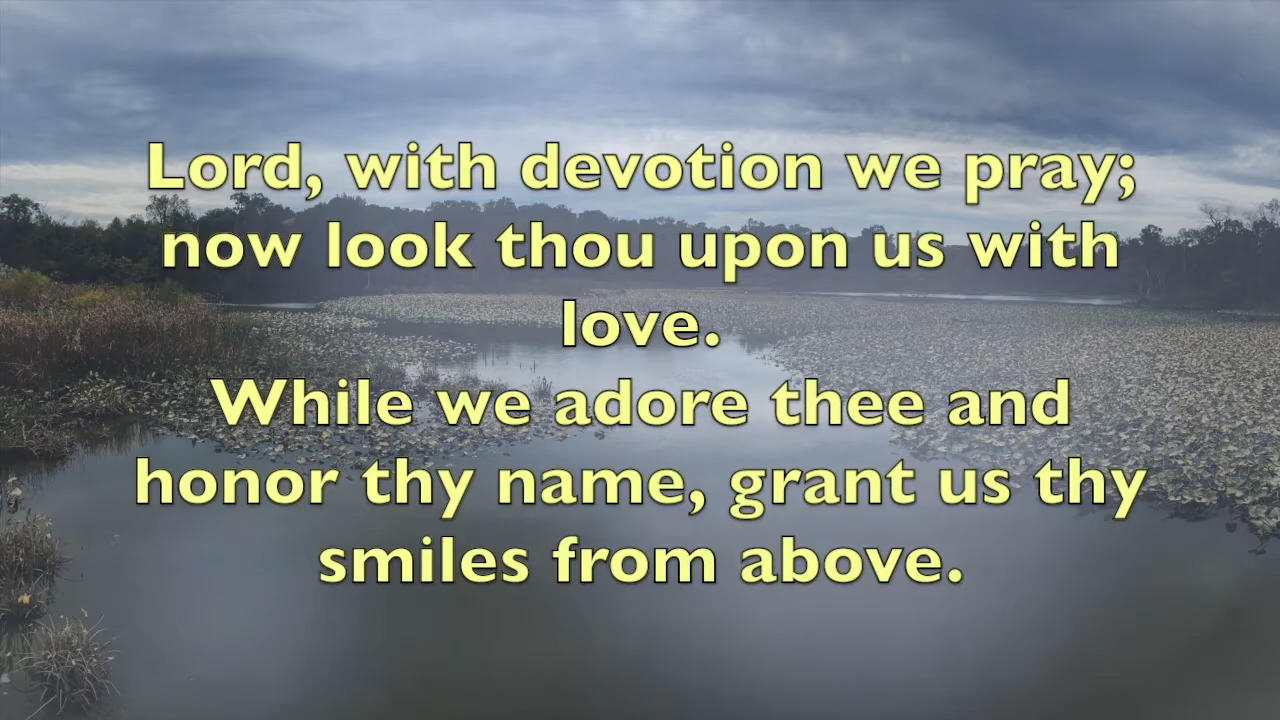 Lord, with devotion we pray;
now look thou upon us with
love.
While we adore thee and
honor thy name, grant us thy
smiles from above.